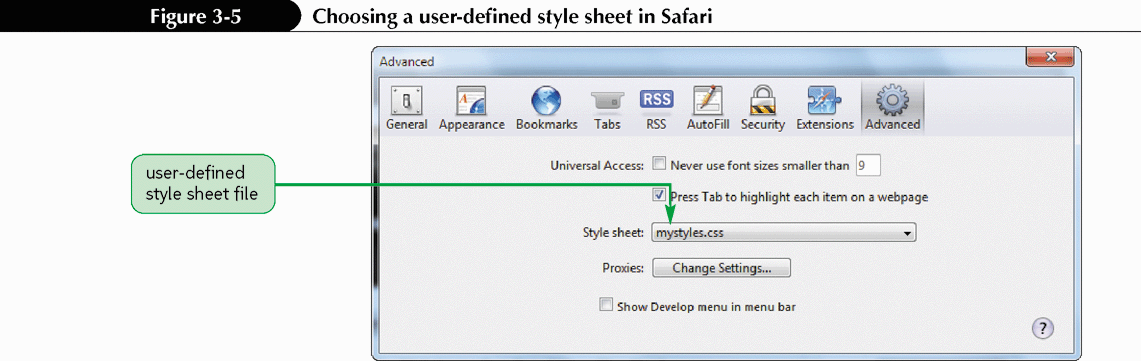 Figure 3-5 Choosing a user-defined style sheet in Safari
Advanced
RSS
General Appearance Bookmarks Tabs RSS AutoFill Security Extensions Advanced
Universal Access: Never use font sizes smaller than 9
user-defined
style sheet file
Press Tab to highlight each item on a webpage
Style sheet: mystyles.css
Proxies: Change Settings...
Show Develop menu in menu bar
?